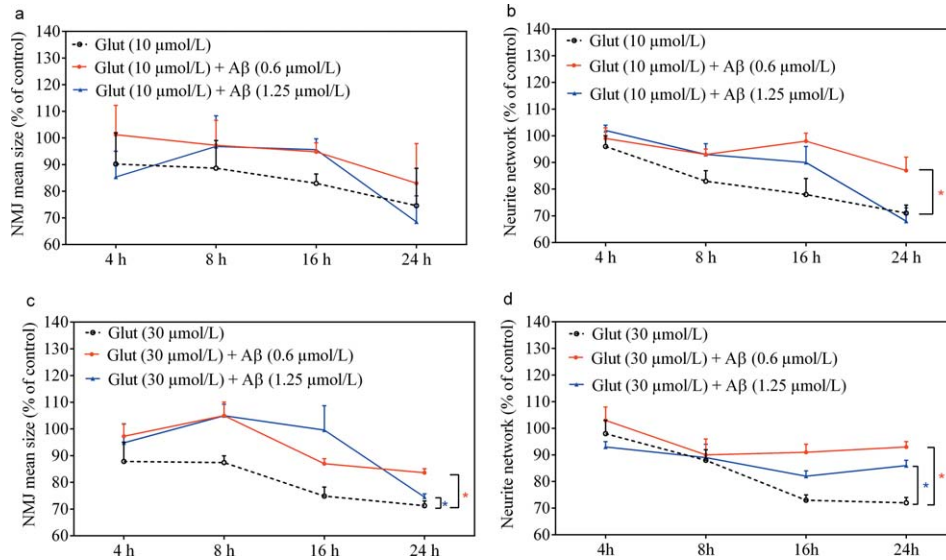 a
NMJ mean size (% of control)
140
130
120
110
100
90
80
70
60
Glut (10 μmol/L)
Glut (10 μmol/L) + Aβ (0.6 μmol/L)
Glut (10 μmol/L) + Aβ (1.25 μmol/L)
4 h
8 h
16 h
24 h
b
Neurite network (% of control)
140
130
120
110
100
90
80
70
60
Glut (10 μmol/L)
Glut (10 μmol/L) + Aβ (0.6 μmol/L)
Glut (10 μmol/L) + Aβ (1.25 μmol/L)
*
4 h
8 h
16 h
24 h
c
NMJ mean size (% of control)
140
130
120
110
100
90
80
70
60
Glut (30 μmol/L)
Glut (30 μmol/L) + Aβ (0.6 μmol/L)
Glut (30 μmol/L) + Aβ (1.25 μmol/L)
* *
4 h
8 h
16 h
24 h
d
Neurite network (% of control)
140
130
120
110
100
90
80
70
60
Glut (30 μmol/L)
Glut (30 μmol/L) + Aβ (0.6 μmol/L)
Glut (30 μmol/L) + Aβ (1.25 μmol/L)
* *
4h
8 h
16 h
24 h